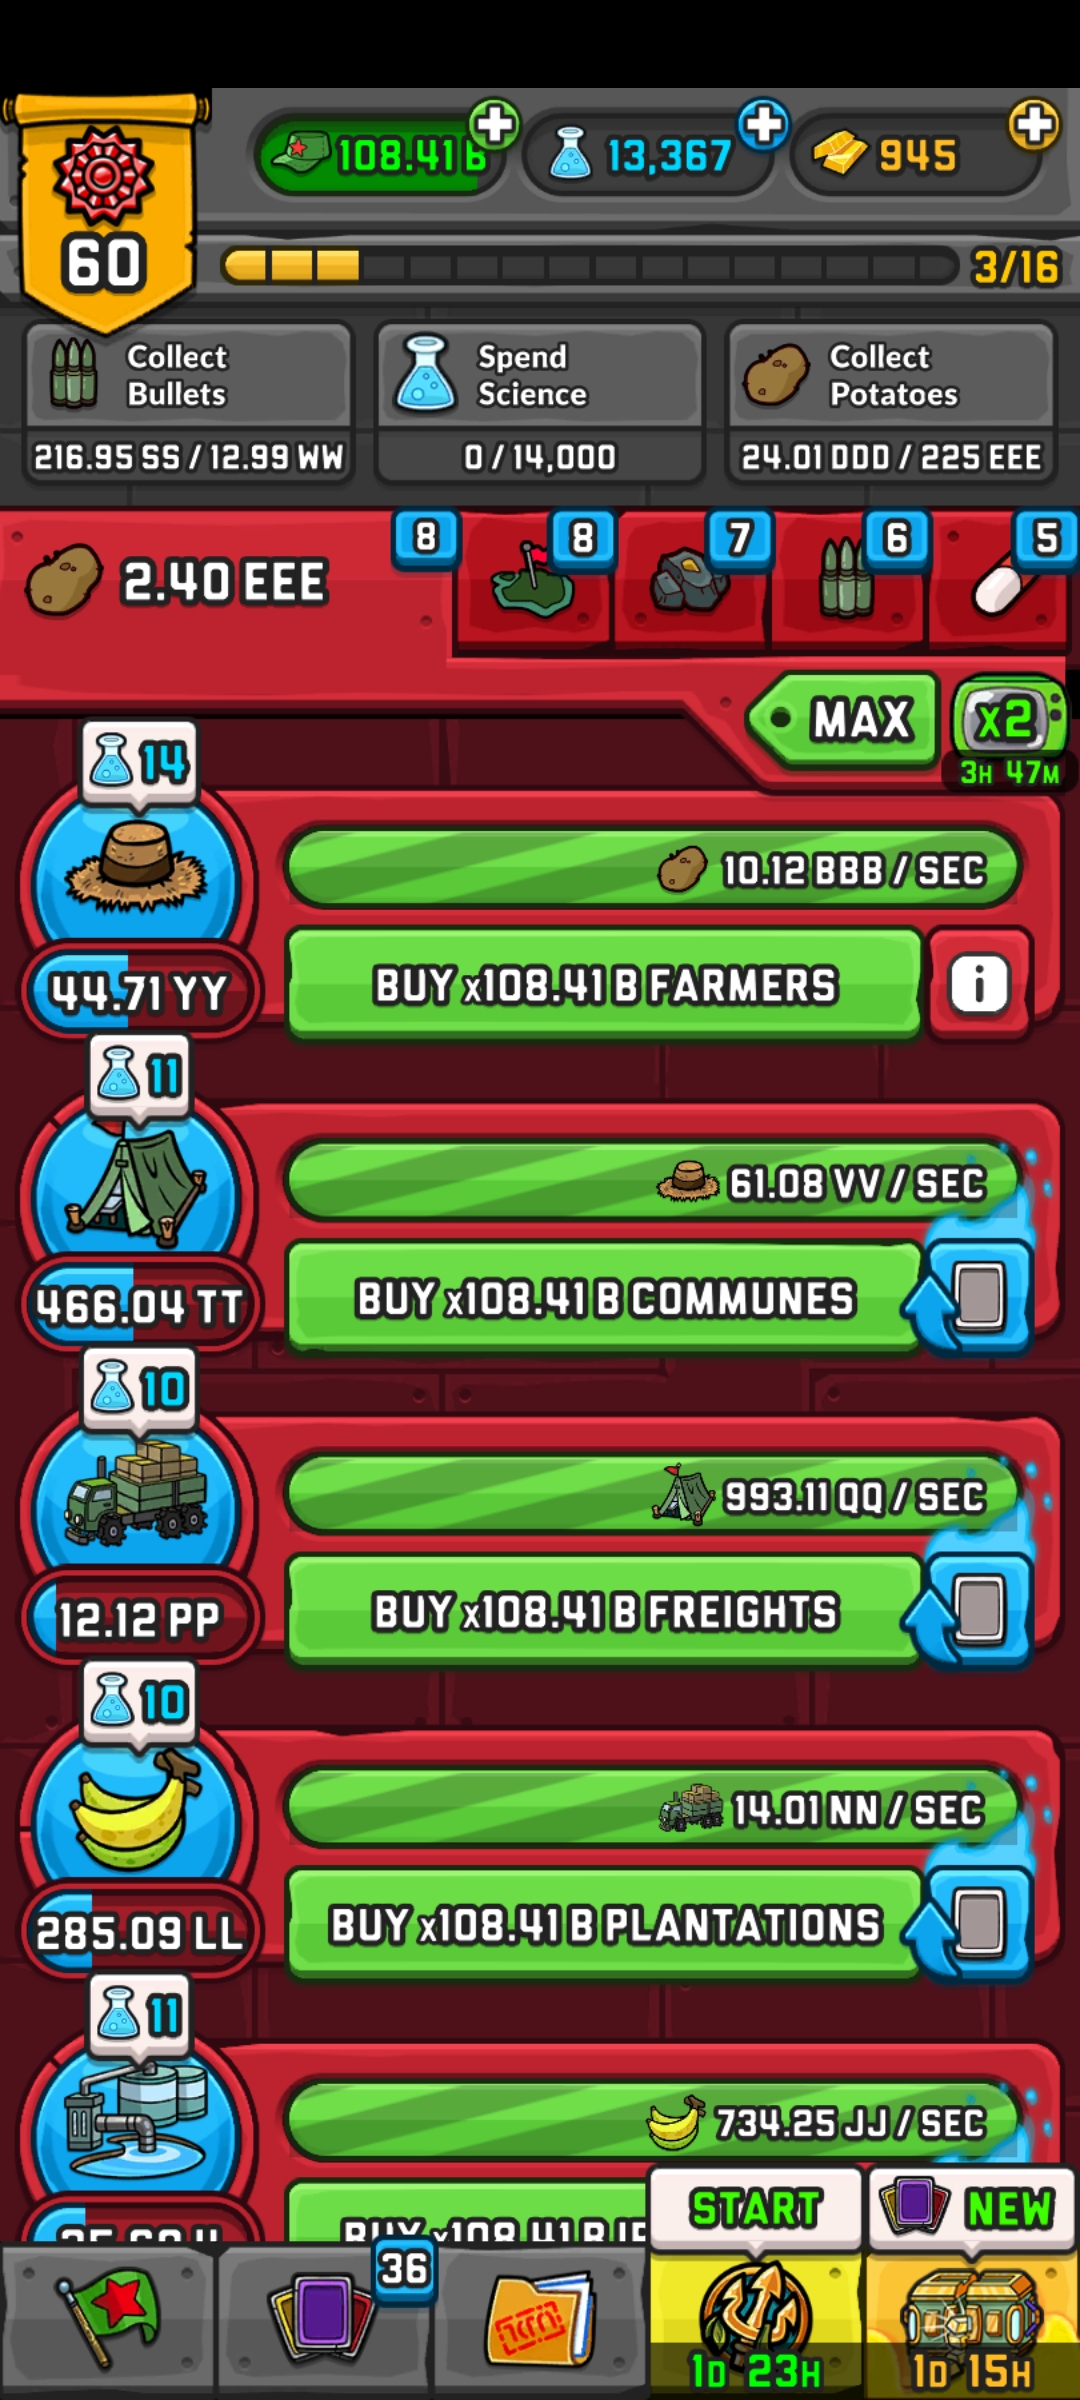 60
108.41 B
13,367
945
3/16
Collect
Bullets
216.95 SS / 12.99 WW
Spend
Science
0 / 14,000
Collect
Potatoes
24.01 DDD / 225 EEE
2.40 EEE
8
8
7
6
5
MAX
x2
3H 47M
14
10.12 BBB / SEC
44.71 YY
BUY x108.41 B FARMERS
i
11
61.08 VV / SEC
466.04 TT
BUY x108.41 B COMMUNES
10
993.11 QQ / SEC
12.12 PP
BUY x108.41 B FREIGHTS
10
14.01 NN / SEC
285.09 LL
BUY x108.41 B PLANTATIONS
11
734.25 JJ / SEC
BUY x108.41 B
START
NEW
36
1D 23H
1D 15H